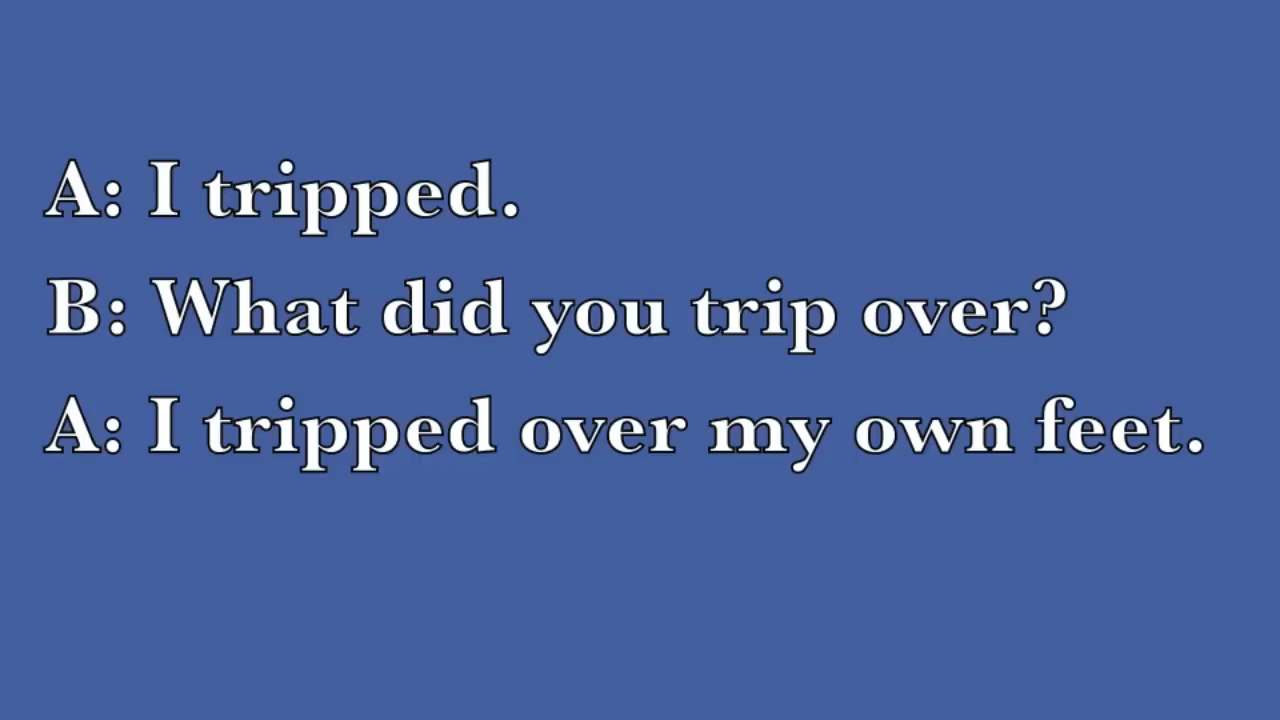 A: I tripped.
B: What did you trip over?
A: I tripped over my own feet.